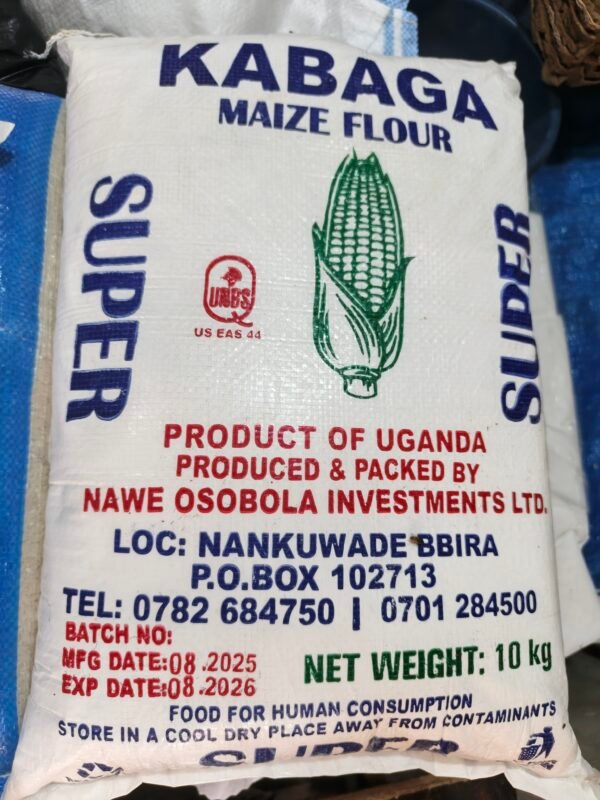 KABAGA
MAIZE FLOUR
SUPER
SUPER
UNBS
US EAS 44
PRODUCT OF UGANDA
PRODUCED & PACKED BY
NAWE OSOBOLA INVESTMENTS LTD.
LOC: NANKUWADE BBIRA
P.O.BOX 102713
TEL: 0782 684750 | 0701 284500
BATCH NO:
MFG DATE:08.2025
EXP DATE:08.2026
NET WEIGHT: 10 kg
FOOD FOR HUMAN CONSUMPTION
STORE IN A COOL DRY PLACE AWAY FROM CONTAMINANTS
SUPER